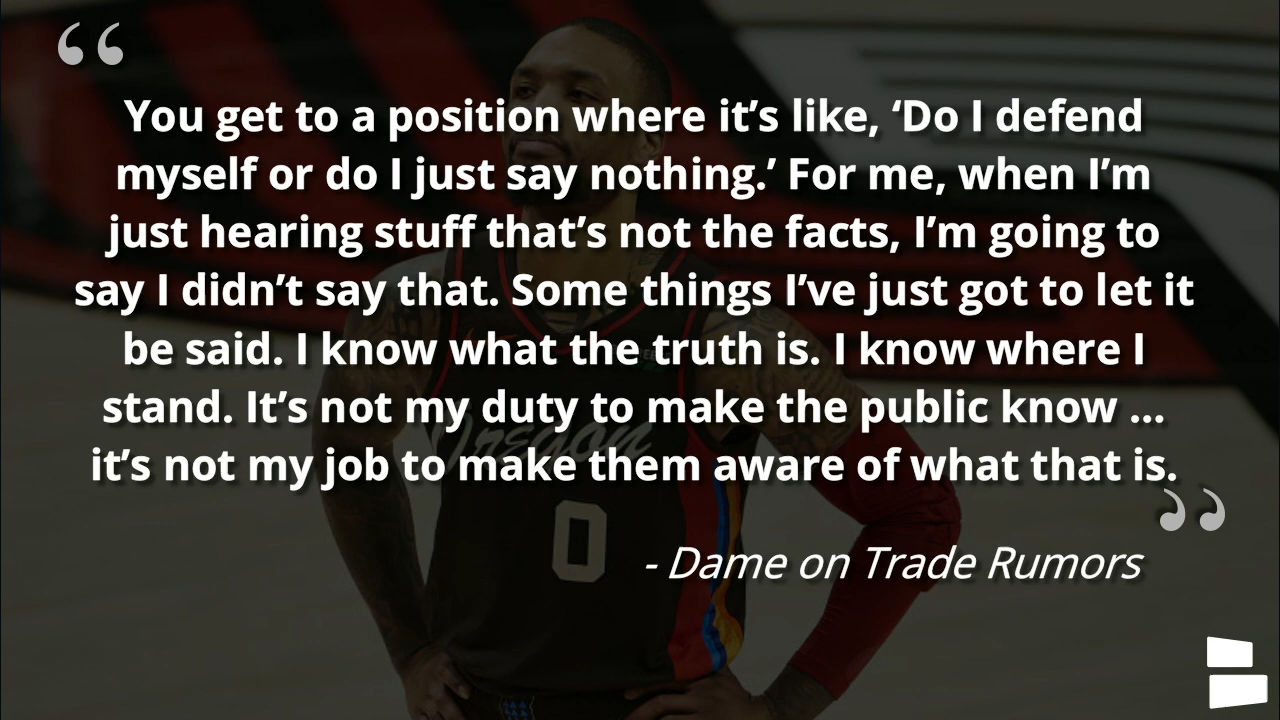 “
You get to a position where it’s like, ‘Do I defend
myself or do I just say nothing.’ For me, when I’m
just hearing stuff that’s not the facts, I’m going to
say I didn’t say that. Some things I’ve just got to let it
be said. I know what the truth is. I know where I
stand. It’s not my duty to make the public know ...
it’s not my job to make them aware of what that is.
”
- Dame on Trade Rumors
Oregon
0